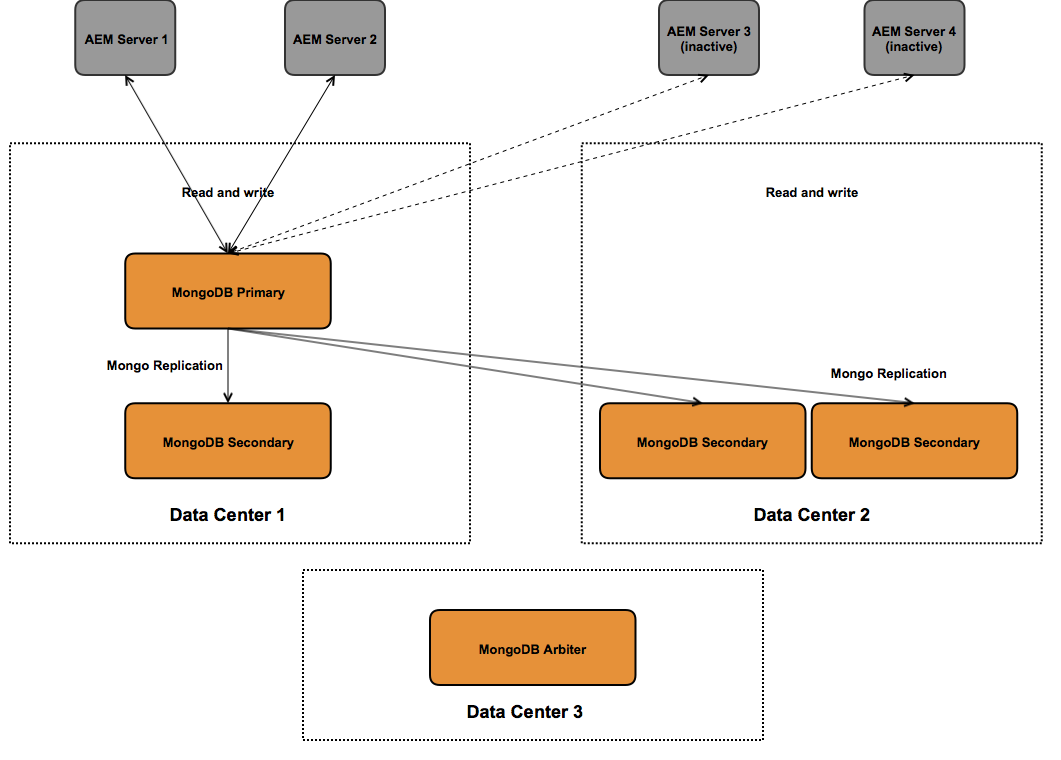 AEM Server 1
AEM Server 2
AEM Server 3
(inactive)
AEM Server 4
(inactive)
Read and write
Read and write
MongoDB Primary
Mongo Replication
Mongo Replication
MongoDB Secondary
MongoDB Secondary
MongoDB Secondary
Data Center 1
Data Center 2
MongoDB Arbiter
Data Center 3